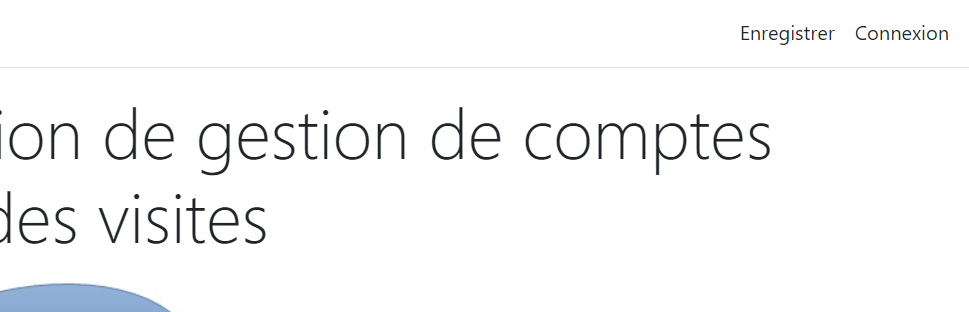 Enregistrer Connexion
ion de gestion de comptes
des visites